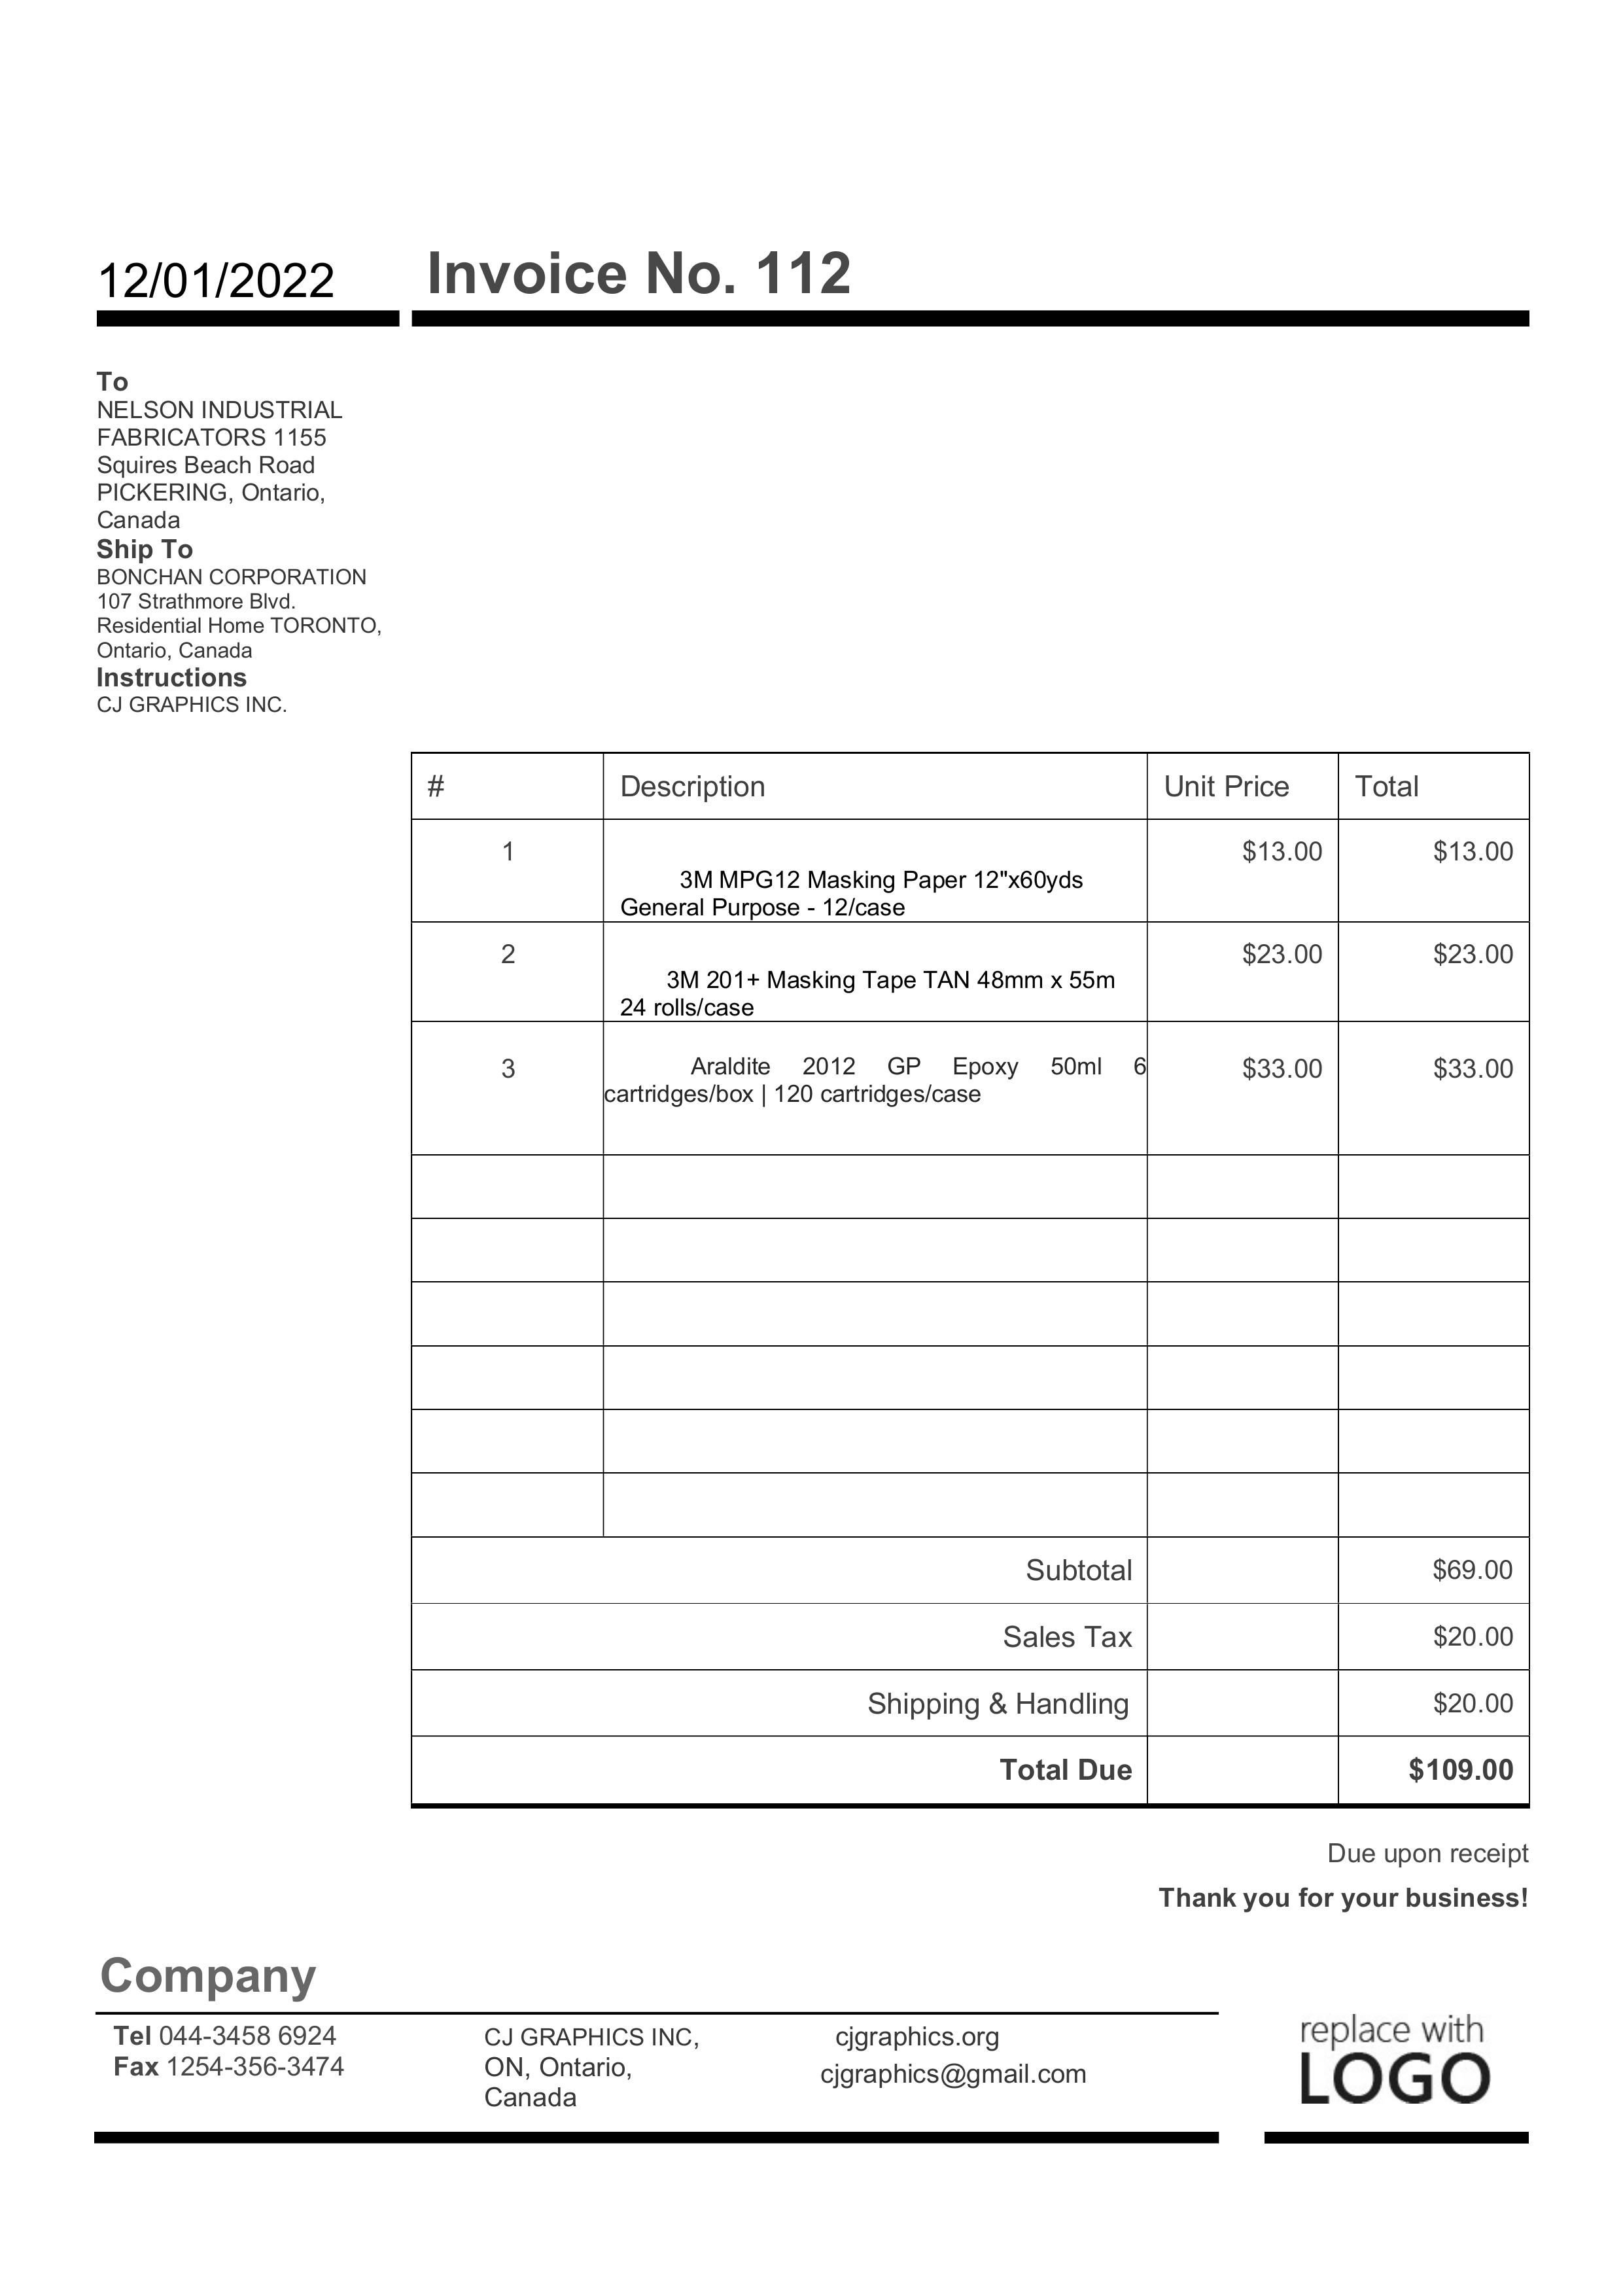 12/01/2022 Invoice No. 112
To
NELSON INDUSTRIAL
FABRICATORS 1155
Squires Beach Road
PICKERING, Ontario,
Canada
Ship To
BONCHAN CORPORATION
107 Strathmore Blvd.
Residential Home TORONTO,
Ontario, Canada
Instructions
CJ GRAPHICS INC.
# Description Unit Price Total
1 $13.00 $13.00
3M MPG12 Masking Paper 12"x60yds
General Purpose - 12/case
2 $23.00 $23.00
3M 201+ Masking Tape TAN 48mm x 55m
24 rolls/case
3 Araldite 2012 GP Epoxy 50ml 6 $33.00 $33.00
cartridges/box | 120 cartridges/case
Subtotal $69.00
Sales Tax $20.00
Shipping & Handling $20.00
Total Due $109.00
Due upon receipt
Thank you for your business!
Company
Tel 044-3458 6924
Fax 1254-356-3474
CJ GRAPHICS INC,
ON, Ontario,
Canada
cjgraphics.org
cjgraphics@gmail.com
replace with
LOGO